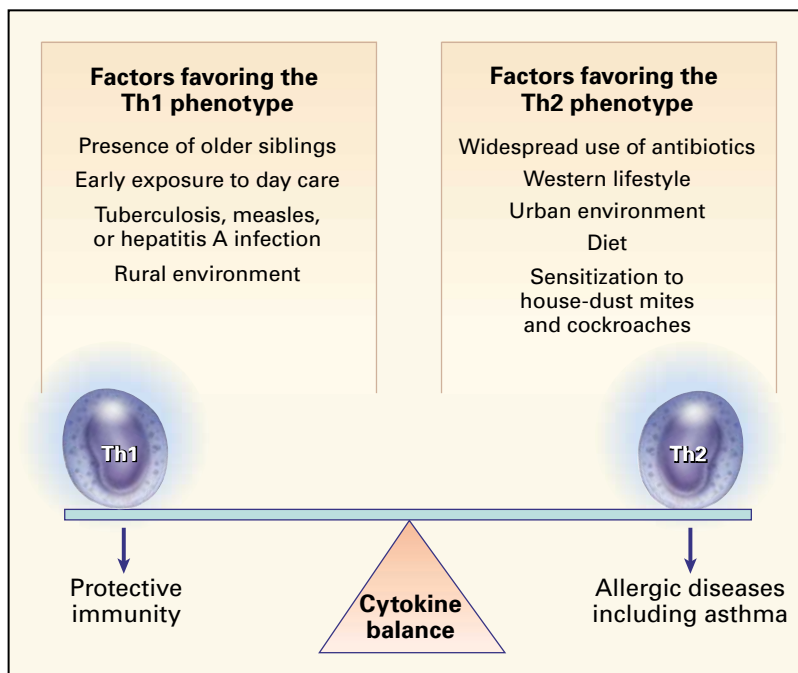 Factors favoring the
Th1 phenotype
Presence of older siblings
Early exposure to day care
Tuberculosis, measles,
or hepatitis A infection
Rural environment
Factors favoring the
Th2 phenotype
Widespread use of antibiotics
Western lifestyle
Urban environment
Diet
Sensitization to
house-dust mites
and cockroaches
Th1
Th2
Protective
immunity
Cytokine
balance
Allergic diseases
including asthma